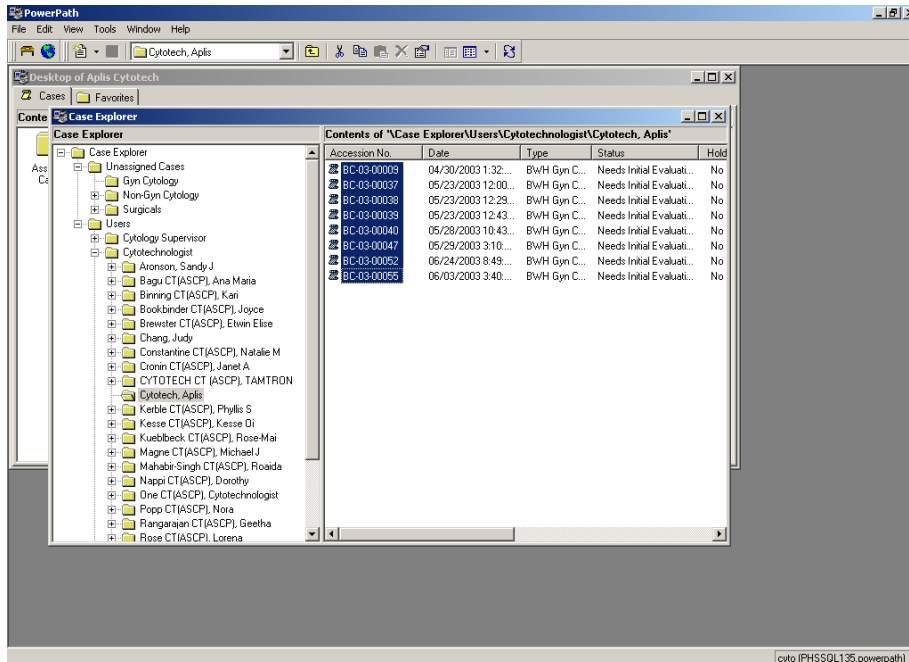 PowerPath
File Edit View Tools Window Help
Cytotech, Aplis
Desktop of Aplis Cytotech
Cases Favorites
Conte
Case Explorer
Ass
Ca
Case Explorer
Case Explorer
Unassigned Cases
Gyn Cytology
Non-Gyn Cytology
Surgicals
Users
Cytology Supervisor
Cytotechnologist
Aronson, Sandy J
Bagu CT(ASCP), Ana Maria
Binning CT(ASCP), Kari
Bookbinder CT(ASCP), Joyce
Brewster CT(ASCP), Etwin Elise
Chang, Judy
Constantine CT(ASCP), Natalie M
Cronin CT(ASCP), Janet A
CYTOTECH CT (ASCP), TAMTRON
Cytotech, Aplis
Kerble CT(ASCP), Phyllis S
Kesse CT(ASCP), Kesse Oi
Kueblbeck CT(ASCP), Rose-Mai
Magne CT(ASCP), Michael J
Mahabir-Singh CT(ASCP), Roaida
Nappi CT(ASCP), Dorothy
One CT(ASCP), Cytotechnologist
Popp CT(ASCP), Nora
Rangarajan CT(ASCP), Geetha
Rose CT(ASCP), Lorena
Contents of '\Case Explorer\Users\Cytotechnologist\Cytotech, Aplis'
Accession No. Date Type Status Hold
BC-03-00009 04/30/2003 1:32:... BWH Gyn C... Needs Initial Evaluati... No
BC-03-00037 05/23/2003 12:00... BWH Gyn C... Needs Initial Evaluati... No
BC-03-00038 05/23/2003 12:29... BWH Gyn C... Needs Initial Evaluati... No
BC-03-00039 05/23/2003 12:43... BWH Gyn C... Needs Initial Evaluati... No
BC-03-00040 05/28/2003 10:43... BWH Gyn C... Needs Initial Evaluati... No
BC-03-00047 05/29/2003 3:10:... BWH Gyn C... Needs Initial Evaluati... No
BC-03-00052 06/24/2003 8:49:... BWH Gyn C... Needs Initial Evaluati... No
BC-03-00055 06/03/2003 3:40:... BWH Gyn C... Needs Initial Evaluati... No
cyto (PHSSQL135.powerpath)